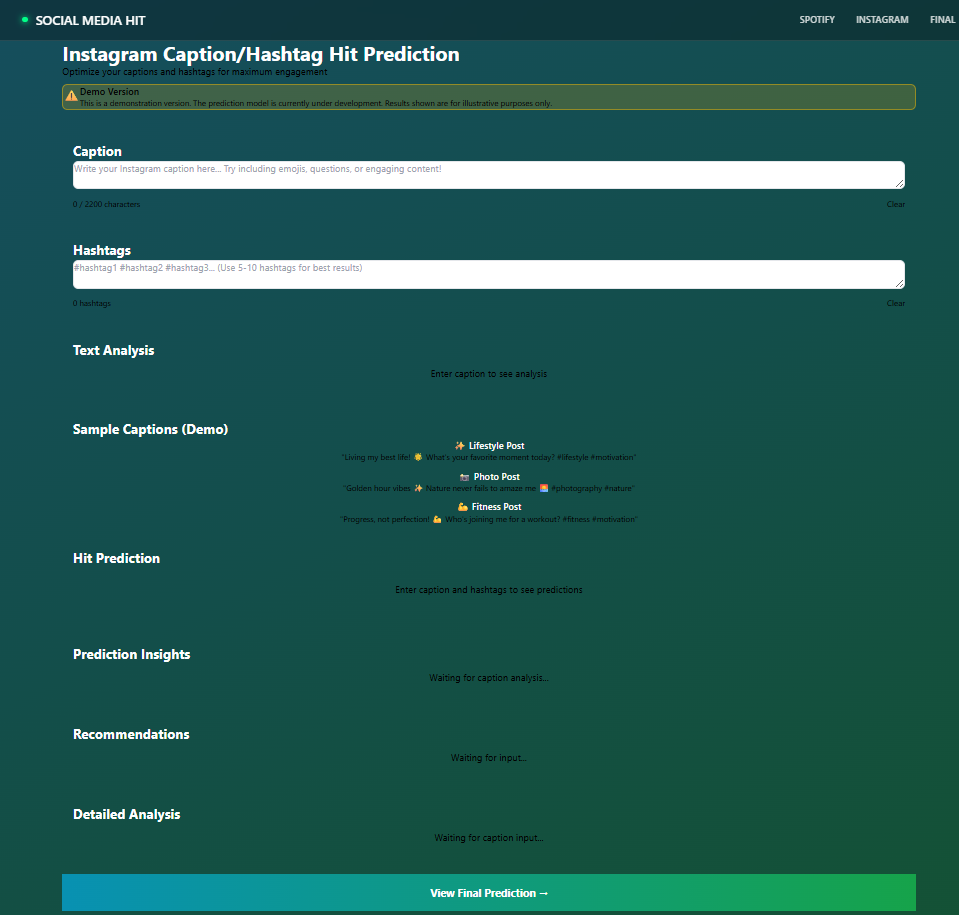 SOCIAL MEDIA HIT
SPOTIFY INSTAGRAM FINAL
Instagram Caption/Hashtag Hit Prediction
Optimize your captions and hashtags for maximum engagement
⚠️ Demo Version
This is a demonstration version. The prediction model is currently under development. Results shown are for illustrative purposes only.
Caption
Write your Instagram caption here... Try including emojis, questions, or engaging content!
0 / 2200 characters Clear
Hashtags
#hashtag1 #hashtag2 #hashtag3... (Use 5-10 hashtags for best results)
0 hashtags Clear
Text Analysis
Enter caption to see analysis
Sample Captions (Demo)
✨ Lifestyle Post
"Living my best life! 🌟 What's your favorite moment today? #lifestyle #motivation"
📸 Photo Post
"Golden hour vibes ✨ Nature never fails to amaze me 🌅 #photography #nature"
💪 Fitness Post
"Progress, not perfection! 💪 Who's joining me for a workout? #fitness #motivation"
Hit Prediction
Enter caption and hashtags to see predictions
Prediction Insights
Waiting for caption analysis...
Recommendations
Waiting for input...
Detailed Analysis
Waiting for caption input...
View Final Prediction →